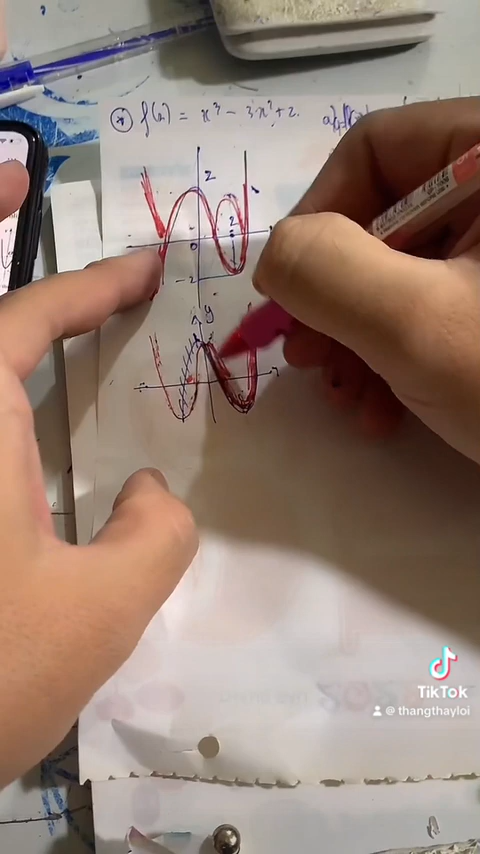 f(x) = x³ - 3x² + 2.
2
2
0
-2
y
TikTok
@ thangthayloi